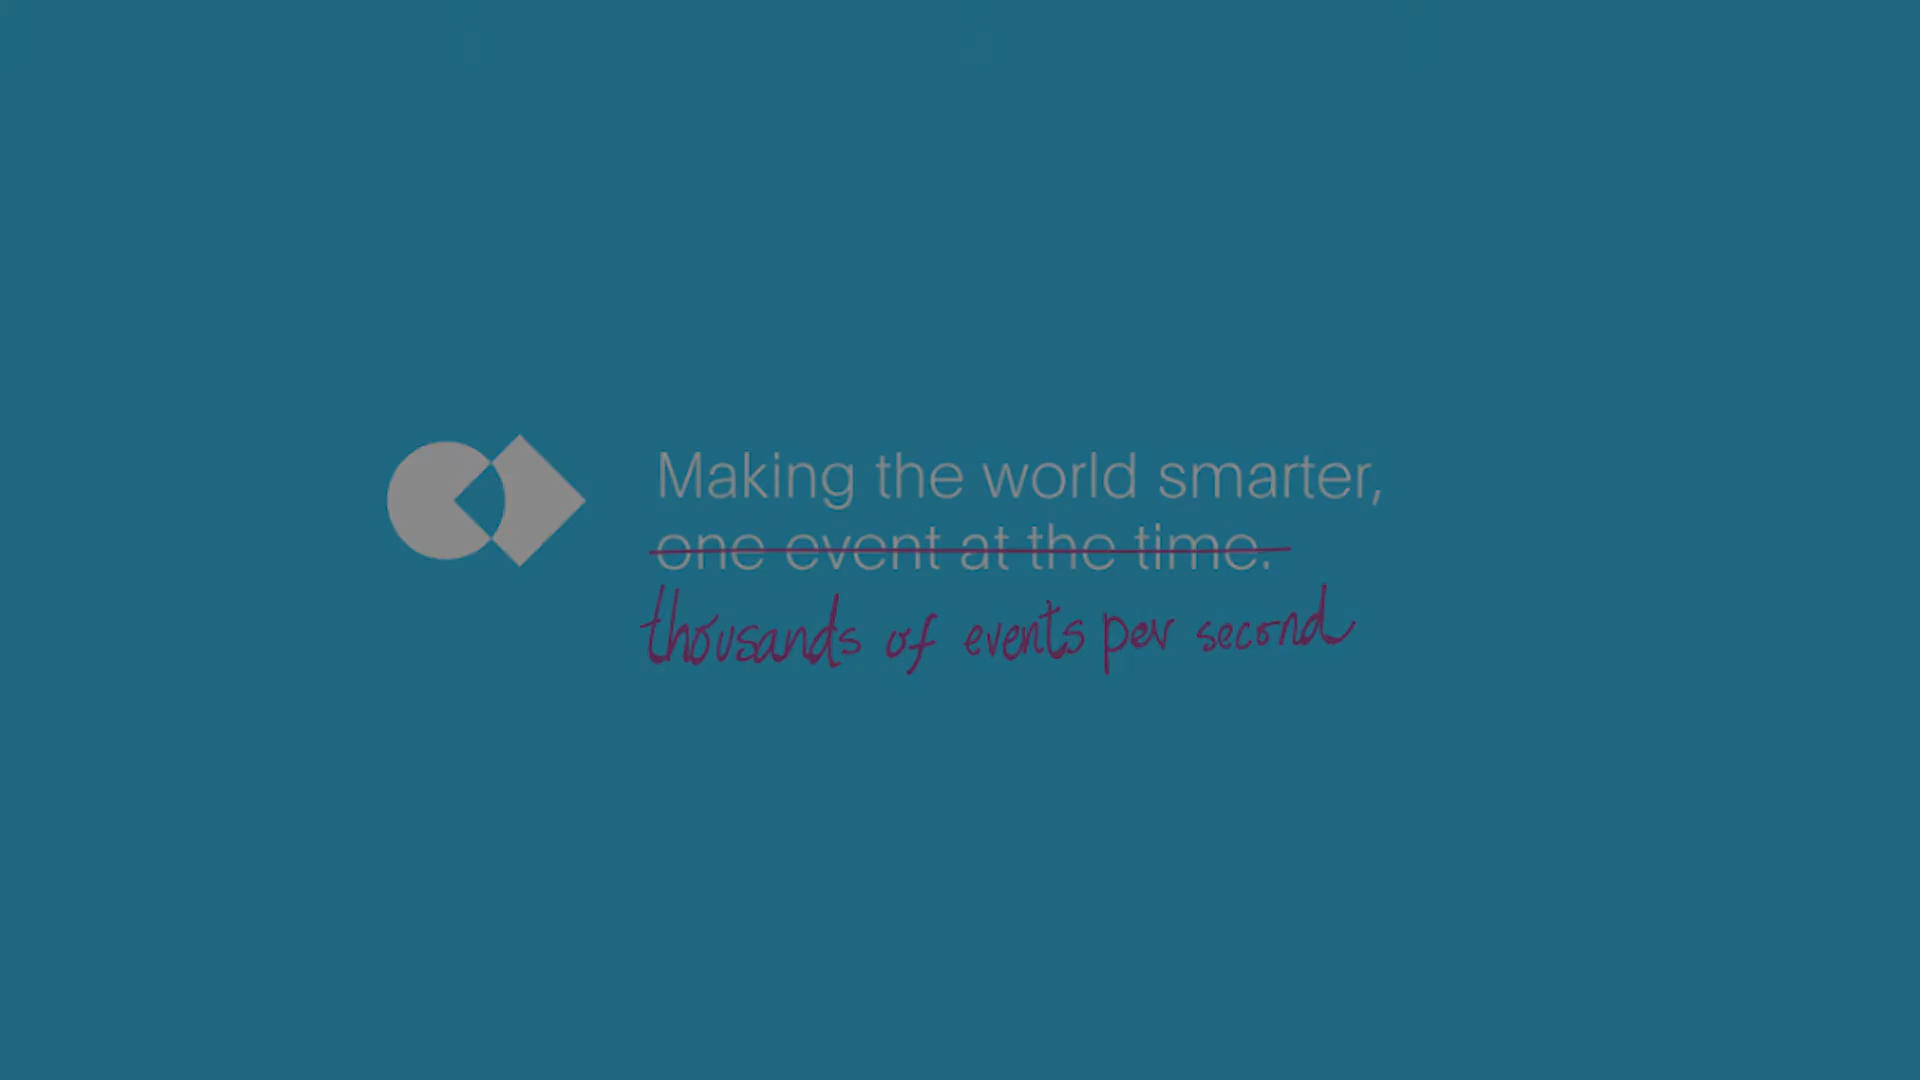 Making the world smarter,
one event at the time.
thousands of events per second